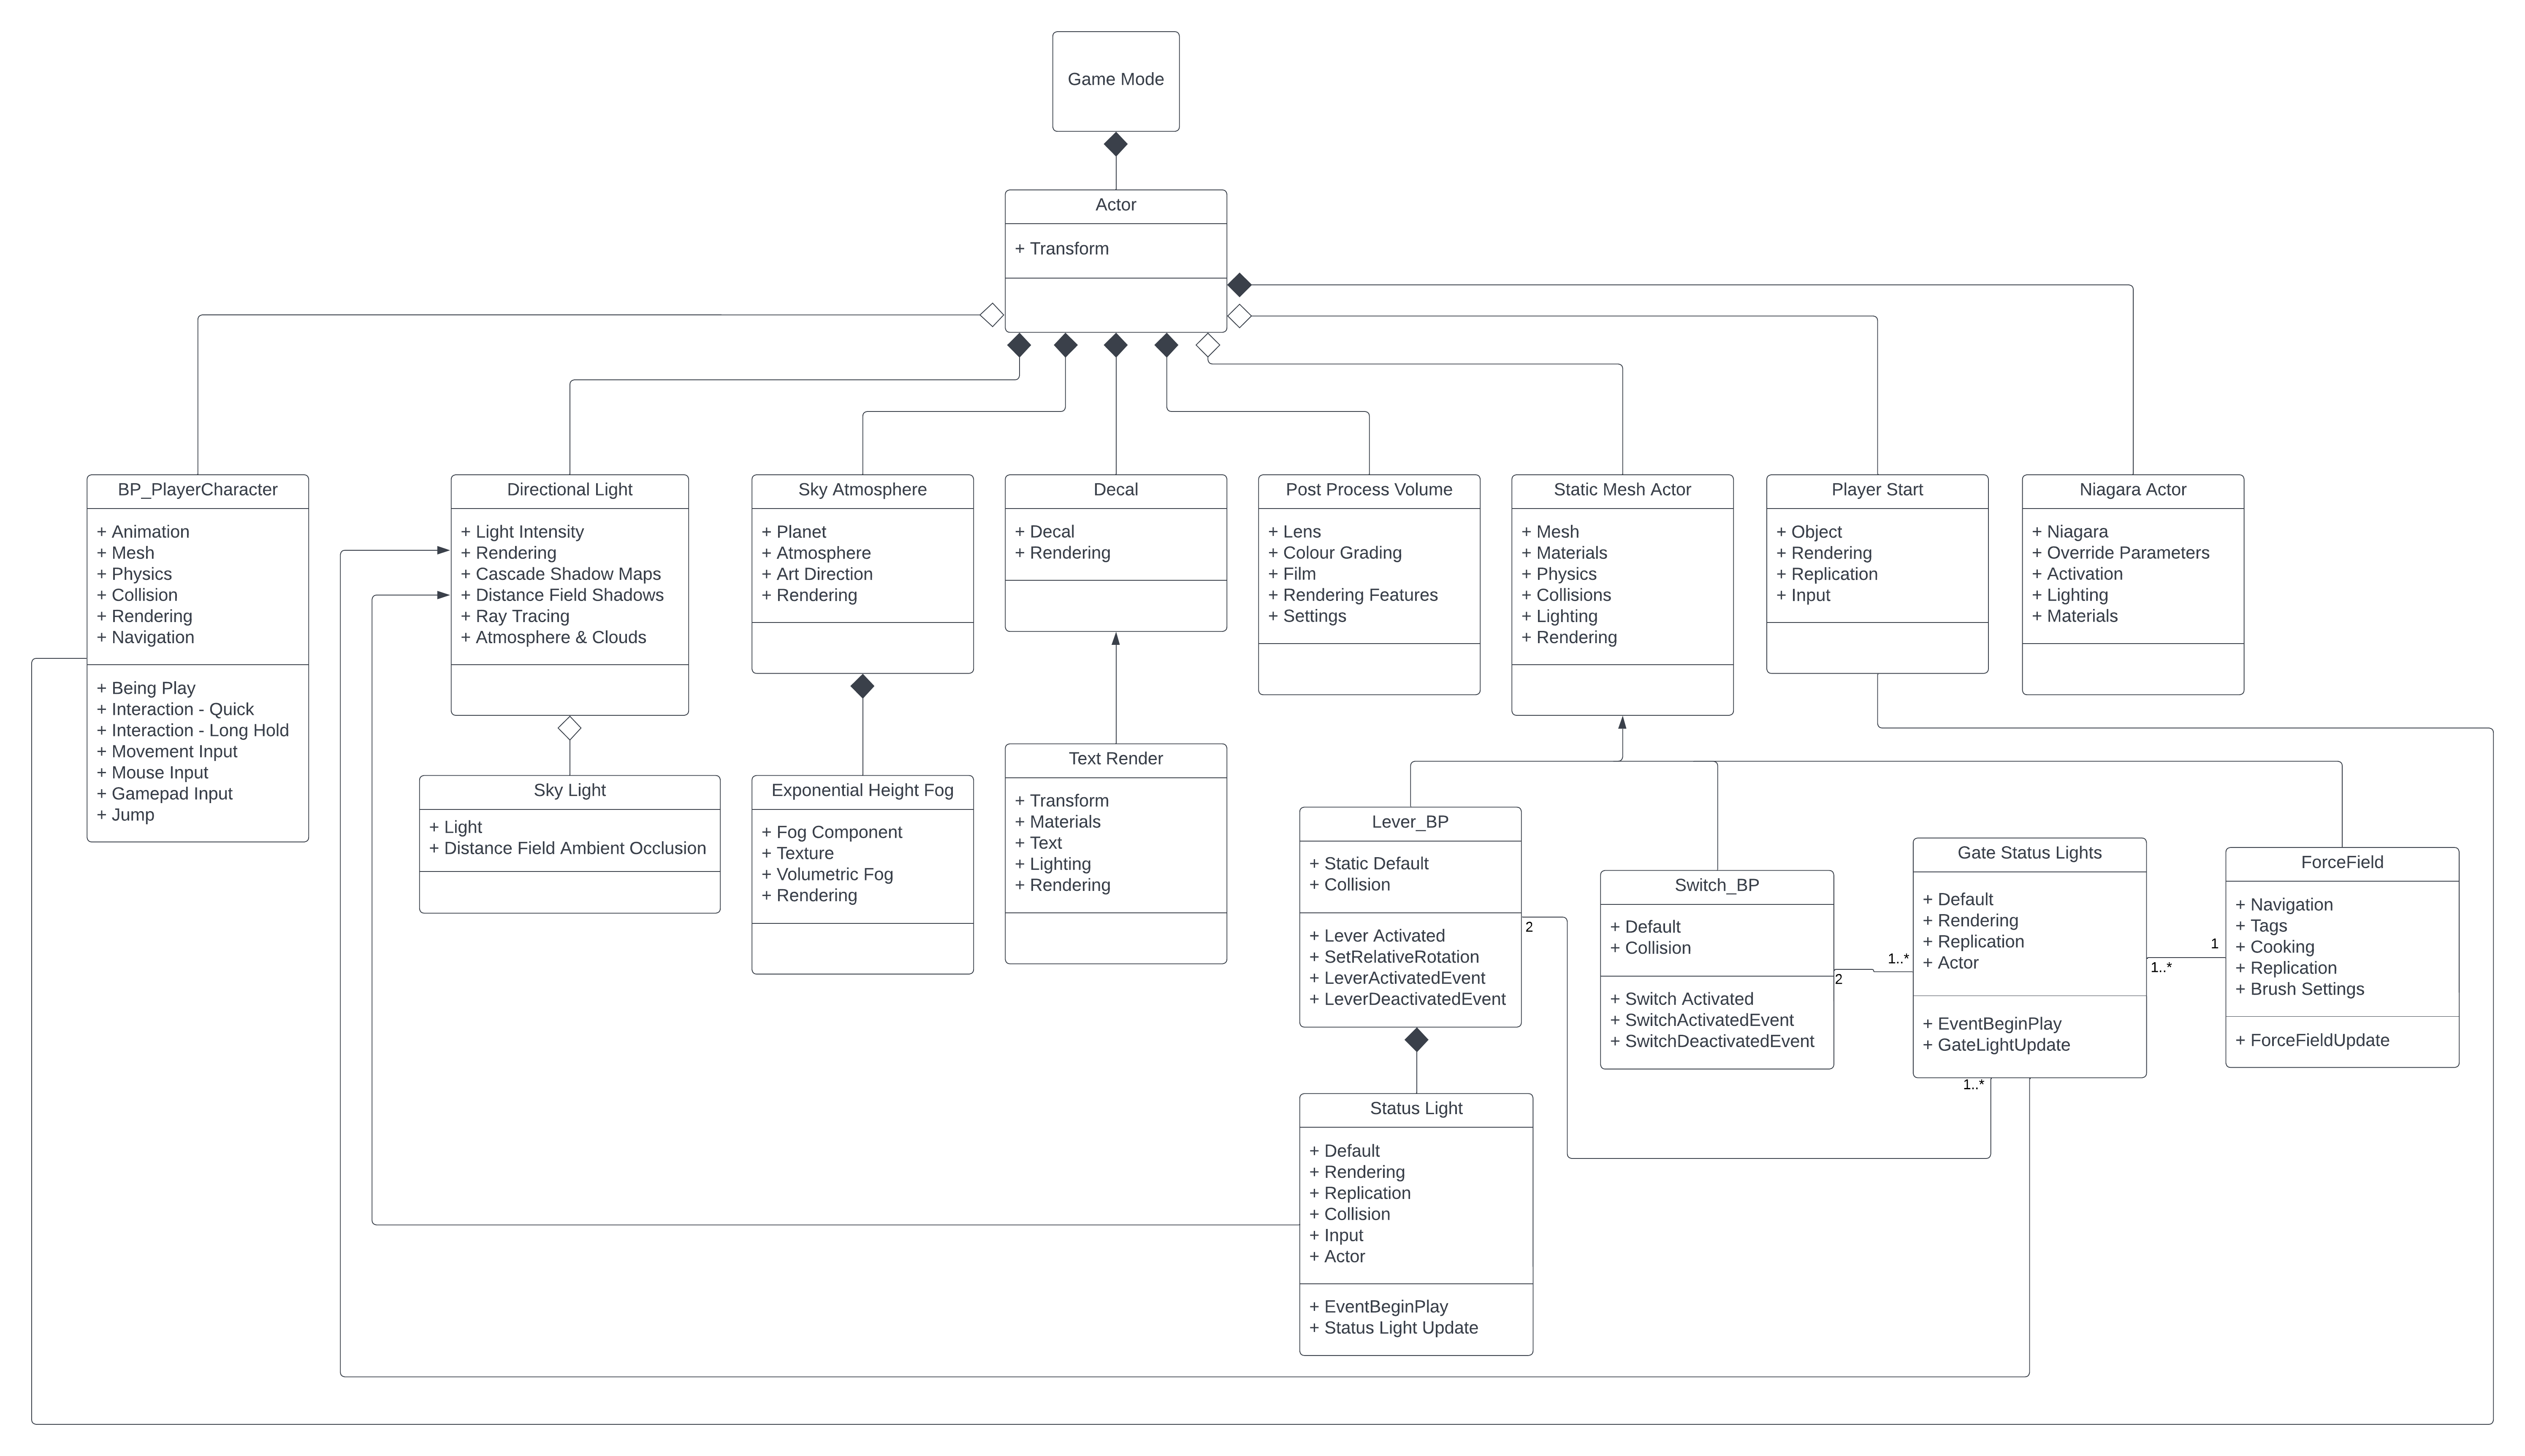 Game Mode
Actor
+ Transform
BP_PlayerCharacter
+ Animation
+ Mesh
+ Physics
+ Collision
+ Rendering
+ Navigation
+ Being Play
+ Interaction - Quick
+ Interaction - Long Hold
+ Movement Input
+ Mouse Input
+ Gamepad Input
+ Jump
Directional Light
+ Light Intensity
+ Rendering
+ Cascade Shadow Maps
+ Distance Field Shadows
+ Ray Tracing
+ Atmosphere & Clouds
Sky Atmosphere
+ Planet
+ Atmosphere
+ Art Direction
+ Rendering
Decal
+ Decal
+ Rendering
Post Process Volume
+ Lens
+ Colour Grading
+ Film
+ Rendering Features
+ Settings
Static Mesh Actor
+ Mesh
+ Materials
+ Physics
+ Collisions
+ Lighting
+ Rendering
Player Start
+ Object
+ Rendering
+ Replication
+ Input
Niagara Actor
+ Niagara
+ Override Parameters
+ Activation
+ Lighting
+ Materials
Sky Light
+ Light
+ Distance Field Ambient Occlusion
Exponential Height Fog
+ Fog Component
+ Texture
+ Volumetric Fog
+ Rendering
Text Render
+ Transform
+ Materials
+ Text
+ Lighting
+ Rendering
Lever_BP
+ Static Default
+ Collision
+ Lever Activated
+ SetRelativeRotation
+ LeverActivatedEvent
+ LeverDeactivatedEvent
2
Switch_BP
+ Default
+ Collision
+ Switch Activated
+ SwitchActivatedEvent
+ SwitchDeactivatedEvent
2
1..*
Gate Status Lights
+ Default
+ Rendering
+ Replication
+ Actor
+ EventBeginPlay
+ GateLightUpdate
1..*
1..*
1
ForceField
+ Navigation
+ Tags
+ Cooking
+ Replication
+ Brush Settings
+ ForceFieldUpdate
Status Light
+ Default
+ Rendering
+ Replication
+ Collision
+ Input
+ Actor
+ EventBeginPlay
+ Status Light Update